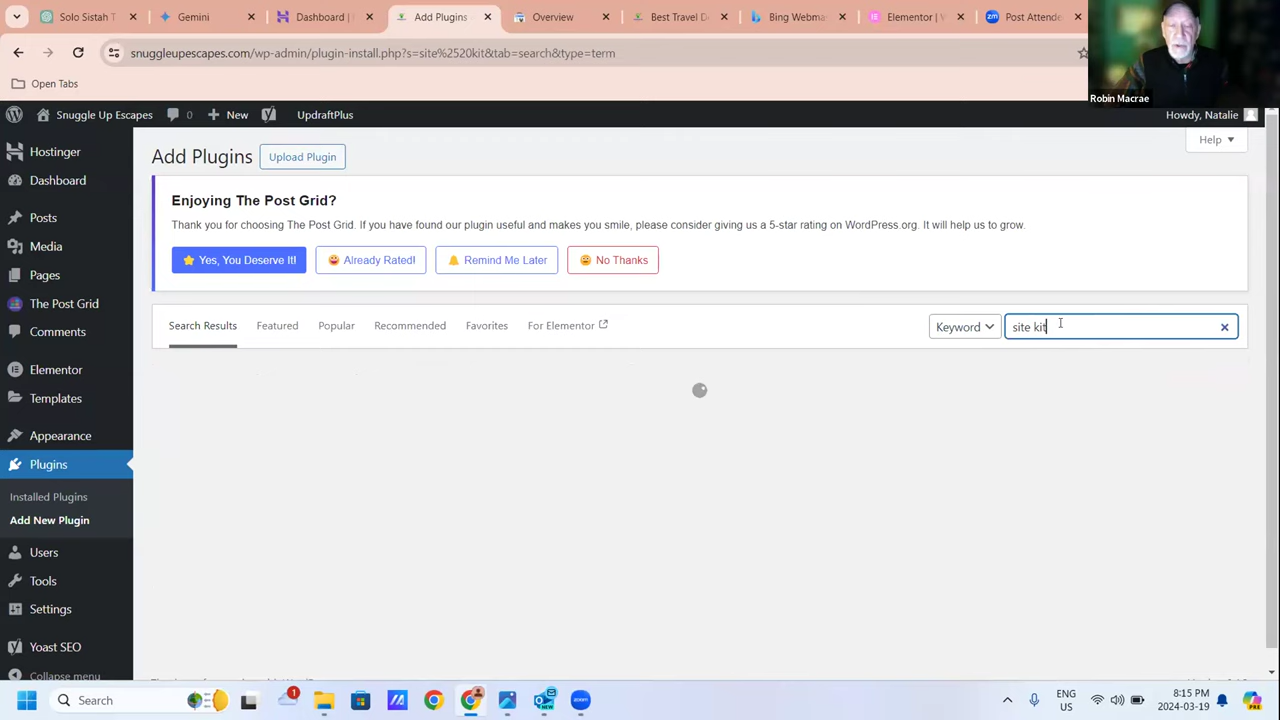 Solo Sistah T
Gemini
Dashboard |
Add Plugins
Overview
Best Travel D
Bing Webma
Elementor |
Post Attende
snuggleupescapes.com/wp-admin/plugin-install.php?s=site%2520kit&tab=search&type=term
Open Tabs
Robin Macrae
Snuggle Up Escapes
0
New
UpdraftPlus
Howdy, Natalie
Help
Hostinger
Dashboard
Posts
Media
Pages
The Post Grid
Comments
Elementor
Templates
Appearance
Plugins
Installed Plugins
Add New Plugin
Users
Tools
Settings
Yoast SEO
Collapse menu
Add Plugins
Upload Plugin
Enjoying The Post Grid?
Thank you for choosing The Post Grid. If you have found our plugin useful and makes you smile, please consider giving us a 5-star rating on WordPress.org. It will help us to grow.
Yes, You Deserve It!
Already Rated!
Remind Me Later
No Thanks
Search Results
Featured
Popular
Recommended
Favorites
For Elementor
Keyword
site kit
Search
1
NEW
ENG
US
8:15 PM
2024-03-19
PRE